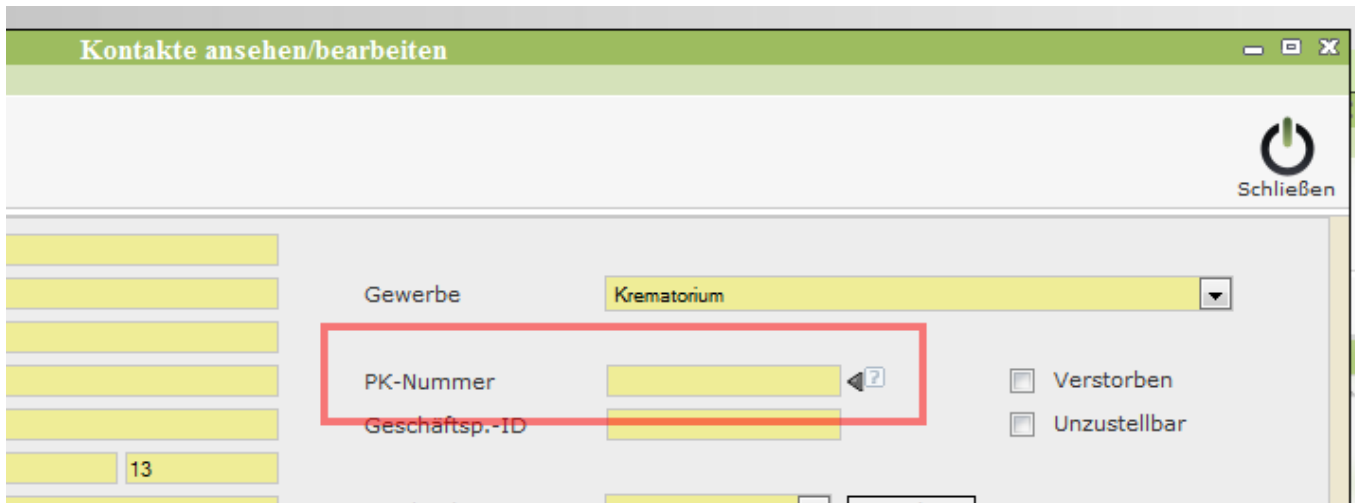 Kontakte ansehen/bearbeiten
Schließen
Gewerbe
Krematorium
PK-Nummer
?
Verstorben
Geschäftsp.-ID
Unzustellbar
13